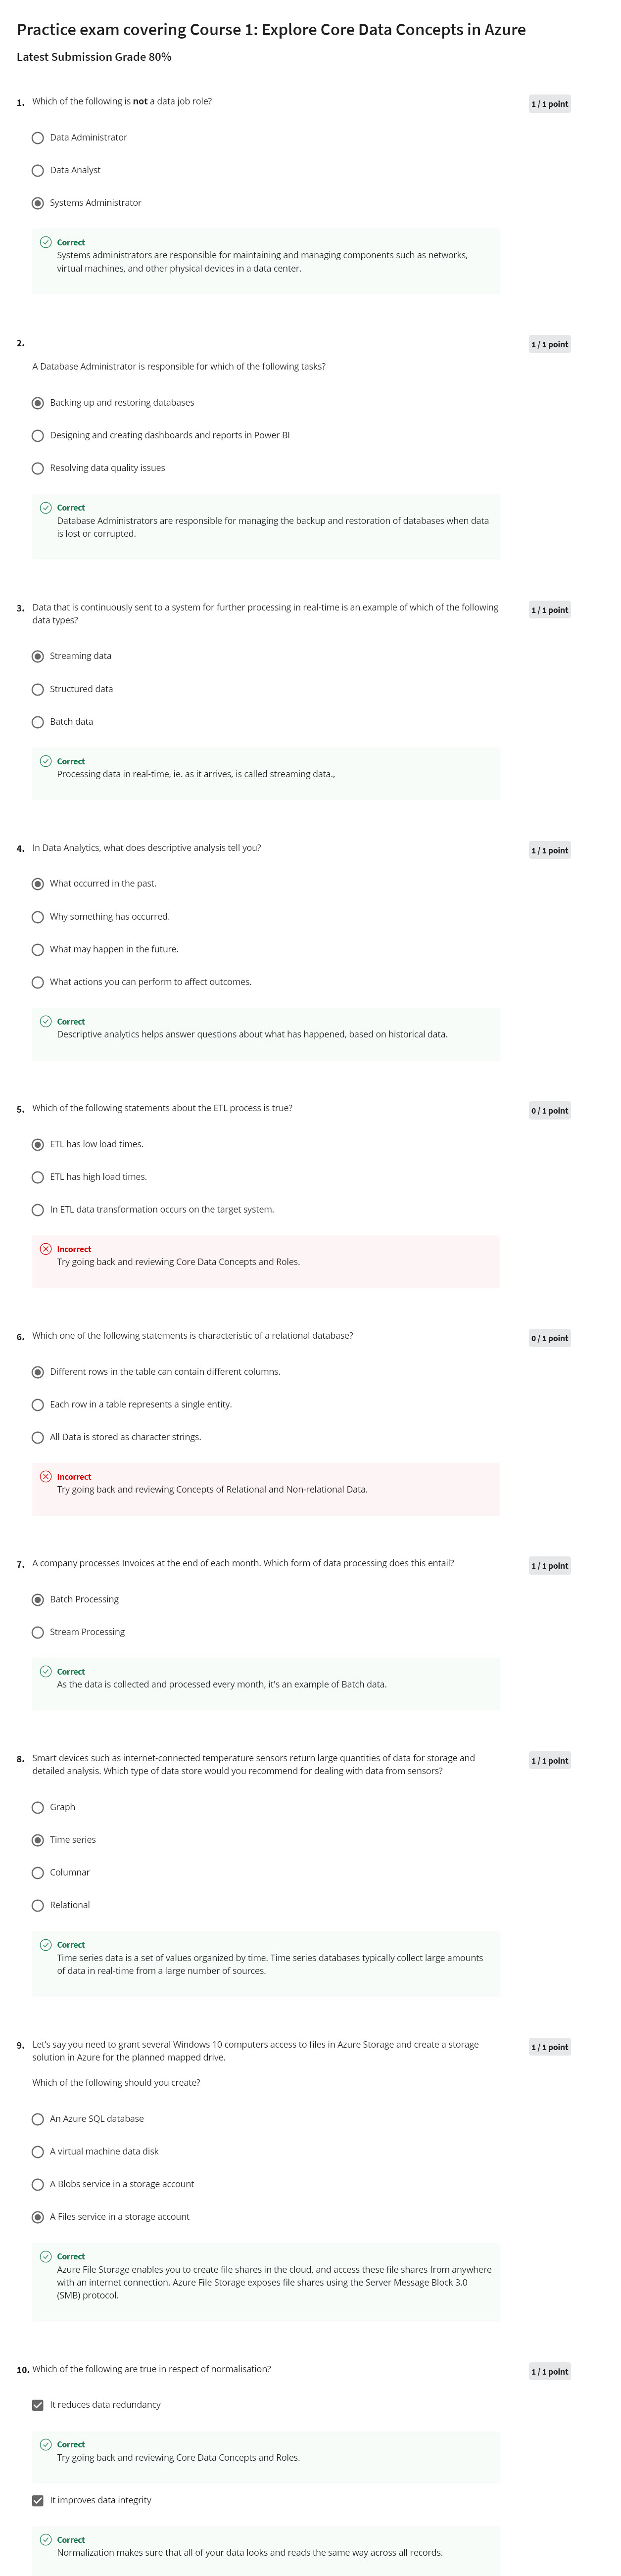 Practice exam covering Course 1: Explore Core Data Concepts in Azure
Latest Submission Grade 80%
1. Which of the following is not a data job role?
1 / 1 point
Data Administrator
Data Analyst
Systems Administrator
Correct
Systems administrators are responsible for maintaining and managing components such as networks,
virtual machines, and other physical devices in a data center.
2.
1 / 1 point
A Database Administrator is responsible for which of the following tasks?
Backing up and restoring databases
Designing and creating dashboards and reports in Power BI
Resolving data quality issues
Correct
Database Administrators are responsible for managing the backup and restoration of databases when data
is lost or corrupted.
3. Data that is continuously sent to a system for further processing in real-time is an example of which of the following
data types?
1 / 1 point
Streaming data
Structured data
Batch data
Correct
Processing data in real-time, ie. as it arrives, is called streaming data.,
4. In Data Analytics, what does descriptive analysis tell you?
1 / 1 point
What occurred in the past.
Why something has occurred.
What may happen in the future.
What actions you can perform to affect outcomes.
Correct
Descriptive analytics helps answer questions about what has happened, based on historical data.
5. Which of the following statements about the ETL process is true?
0 / 1 point
ETL has low load times.
ETL has high load times.
In ETL data transformation occurs on the target system.
Incorrect
Try going back and reviewing Core Data Concepts and Roles.
6. Which one of the following statements is characteristic of a relational database?
0 / 1 point
Different rows in the table can contain different columns.
Each row in a table represents a single entity.
All Data is stored as character strings.
Incorrect
Try going back and reviewing Concepts of Relational and Non-relational Data.
7. A company processes Invoices at the end of each month. Which form of data processing does this entail?
1 / 1 point
Batch Processing
Stream Processing
Correct
As the data is collected and processed every month, it's an example of Batch data.
8. Smart devices such as internet-connected temperature sensors return large quantities of data for storage and
detailed analysis. Which type of data store would you recommend for dealing with data from sensors?
1 / 1 point
Graph
Time series
Columnar
Relational
Correct
Time series data is a set of values organized by time. Time series databases typically collect large amounts
of data in real-time from a large number of sources.
9. Let's say you need to grant several Windows 10 computers access to files in Azure Storage and create a storage
solution in Azure for the planned mapped drive.
1 / 1 point
Which of the following should you create?
An Azure SQL database
A virtual machine data disk
A Blobs service in a storage account
A Files service in a storage account
Correct
Azure File Storage enables you to create file shares in the cloud, and access these file shares from anywhere
with an internet connection. Azure File Storage exposes file shares using the Server Message Block 3.0
(SMB) protocol.
10. Which of the following are true in respect of normalisation?
1 / 1 point
It reduces data redundancy
Correct
Try going back and reviewing Core Data Concepts and Roles.
It improves data integrity
Correct
Normalization makes sure that all of your data looks and reads the same way across all records.